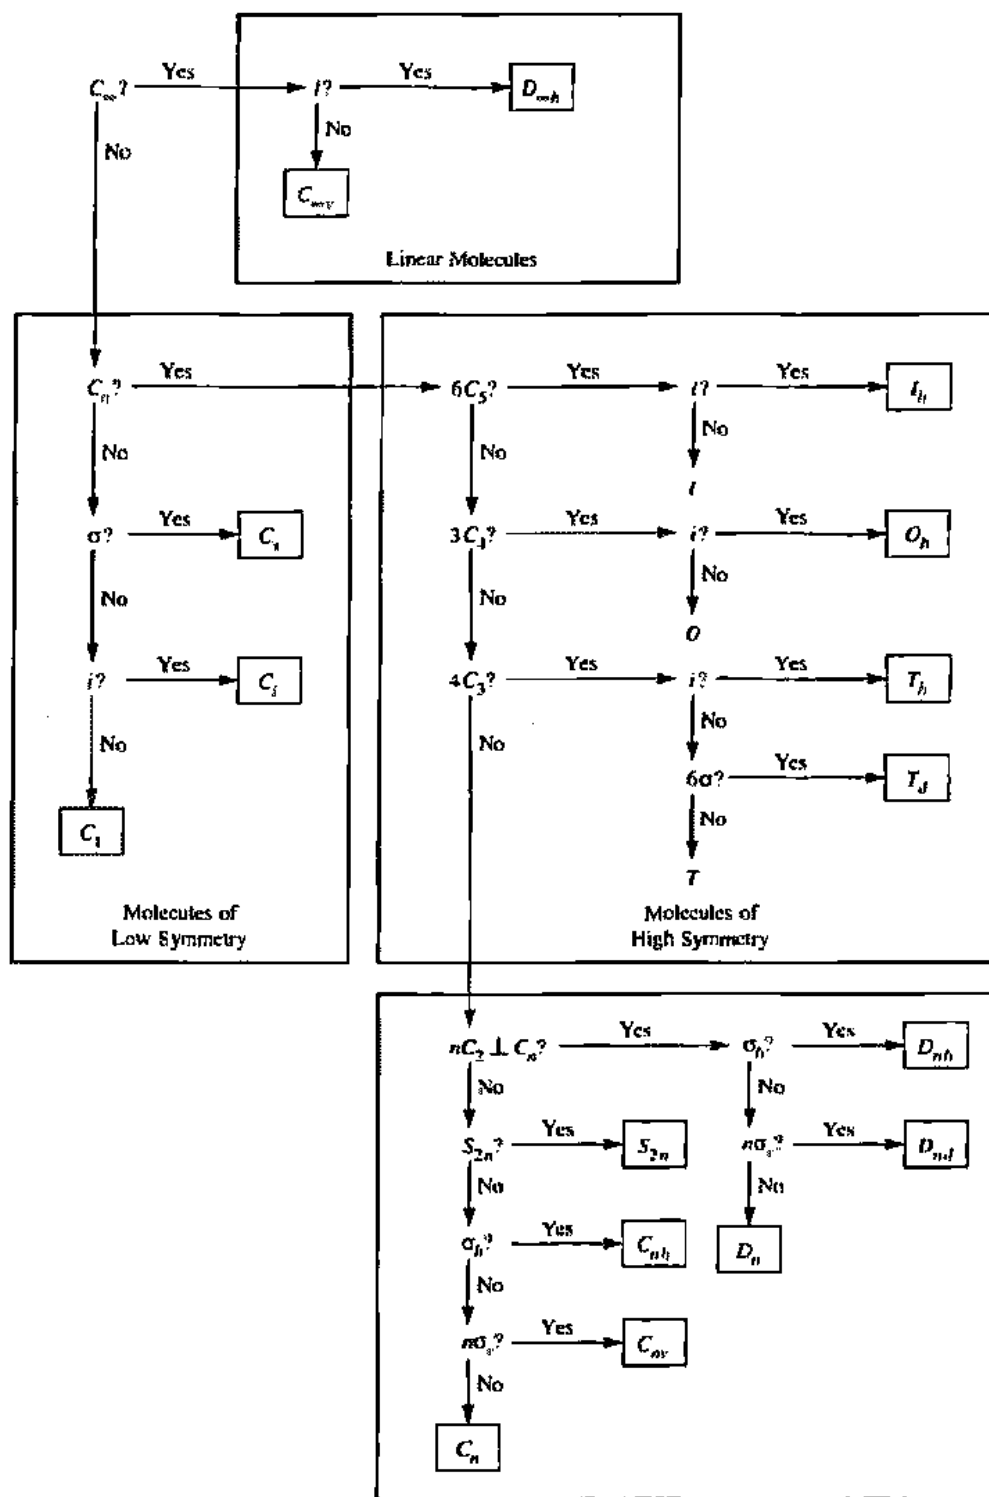 C∞? Yes i? Yes D∞h
No
No
C∞v
Linear Molecules
Cn? Yes
No
σ? Yes Cs
No
i? Yes Ci
No
C1
Molecules of
Low Symmetry
6C5? Yes i? Yes Ih
No No
I
3C4? Yes i? Yes Oh
No No
O
4C3? Yes i? Yes Th
No No
6σ? Yes Td
No
T
Molecules of
High Symmetry
nC2 ⊥ Cn? Yes σh? Yes Dnh
No No
S2n? Yes S2n nσv? Yes Dnd
No No
σh? Yes Cnh Dn
No
nσv? Yes Cnv
No
Cn